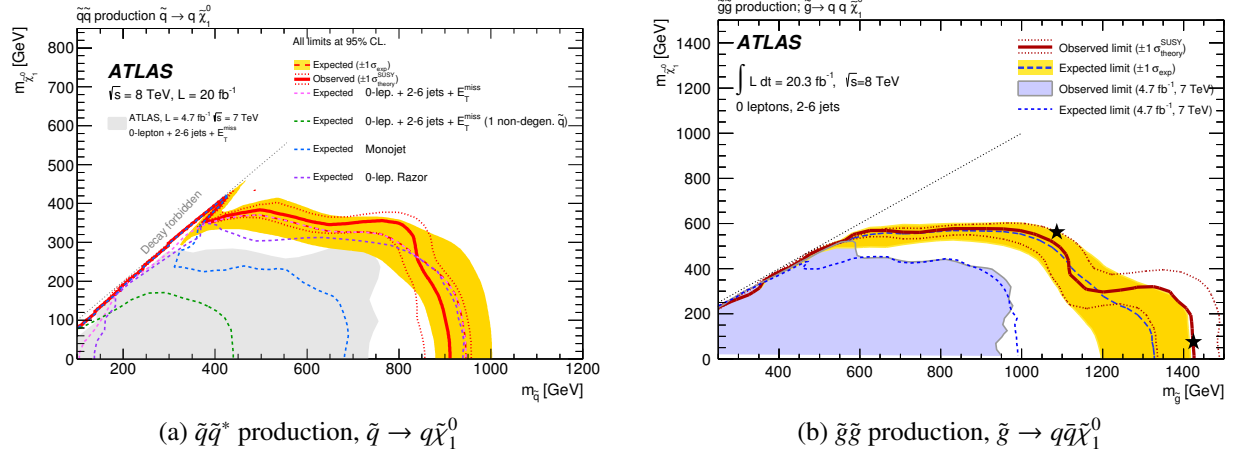 q̃q̃ production q̃ → q χ̃₁⁰
m_χ̃₁⁰ [GeV]
800
700
600
500
400
300
200
100
0
ATLAS
√s = 8 TeV, L = 20 fb⁻¹
ATLAS, L = 4.7 fb⁻¹ √s = 7 TeV
0-lepton + 2-6 jets + E_T^miss
All limits at 95% CL.
Expected (±1 σ_exp)
Observed (±1 σ_theory^SUSY)
Expected 0-lep. + 2-6 jets + E_T^miss
Expected 0-lep. + 2-6 jets + E_T^miss (1 non-degen. q̃)
Expected Monojet
Expected 0-lep. Razor
Decay forbidden
200 400 600 800 1000 1200
m_q̃ [GeV]
(a) q̃q̃* production, q̃ → qχ̃₁⁰
g̃g̃ production; g̃→ q q χ̃₁⁰
m_χ̃₁⁰ [GeV]
1400
1200
1000
800
600
400
200
0
ATLAS
∫ L dt = 20.3 fb⁻¹, √s=8 TeV
0 leptons, 2-6 jets
Observed limit (±1 σ_theory^SUSY)
Expected limit (±1 σ_exp)
Observed limit (4.7 fb⁻¹, 7 TeV)
Expected limit (4.7 fb⁻¹, 7 TeV)
400 600 800 1000 1200 1400
m_g̃ [GeV]
(b) g̃g̃ production, g̃ → qq̄χ̃₁⁰